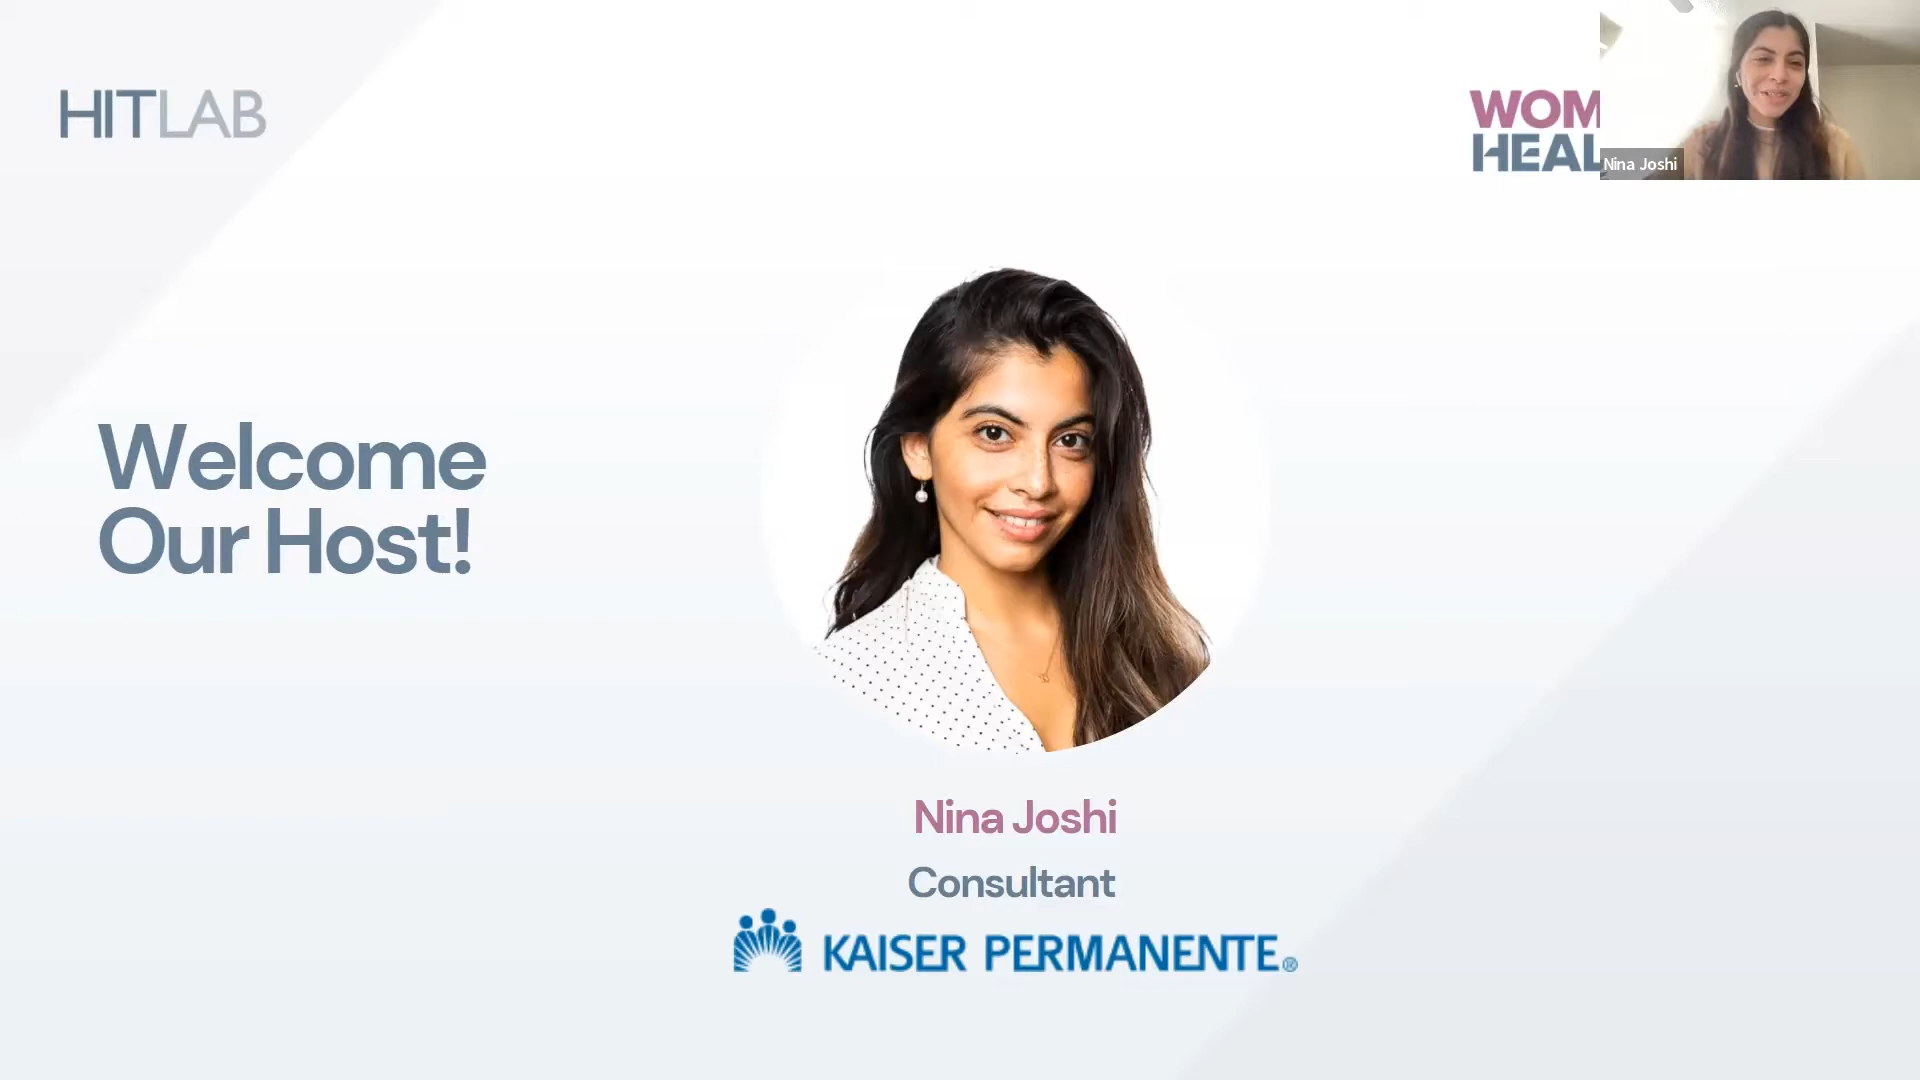 HITLAB
WOM
HEAL
Nina Joshi
Welcome
Our Host!
Nina Joshi
Consultant
KAISER PERMANENTE®